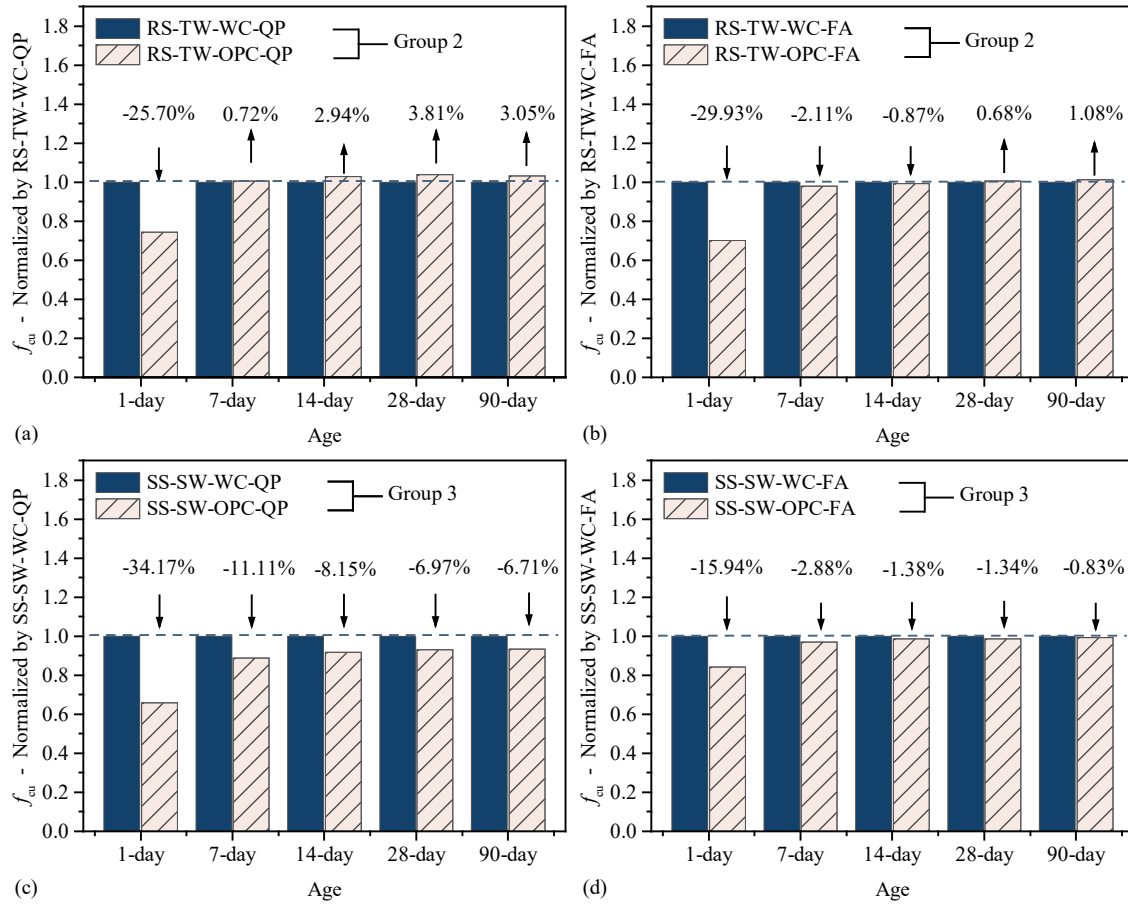 f_cu - Normalized by RS-TW-WC-QP
1.8
1.6
1.4
1.2
1.0
0.8
0.6
0.4
0.2
0.0
RS-TW-WC-QP
RS-TW-OPC-QP
Group 2
-25.70% 0.72% 2.94% 3.81% 3.05%
1-day 7-day 14-day 28-day 90-day
(a) Age
f_cu - Normalized by RS-TW-WC-FA
1.8
1.6
1.4
1.2
1.0
0.8
0.6
0.4
0.2
0.0
RS-TW-WC-FA
RS-TW-OPC-FA
Group 2
-29.93% -2.11% -0.87% 0.68% 1.08%
1-day 7-day 14-day 28-day 90-day
(b) Age
f_cu - Normalized by SS-SW-WC-QP
1.8
1.6
1.4
1.2
1.0
0.8
0.6
0.4
0.2
0.0
SS-SW-WC-QP
SS-SW-OPC-QP
Group 3
-34.17% -11.11% -8.15% -6.97% -6.71%
1-day 7-day 14-day 28-day 90-day
(c) Age
f_cu - Normalized by SS-SW-WC-FA
1.8
1.6
1.4
1.2
1.0
0.8
0.6
0.4
0.2
0.0
SS-SW-WC-FA
SS-SW-OPC-FA
Group 3
-15.94% -2.88% -1.38% -1.34% -0.83%
1-day 7-day 14-day 28-day 90-day
(d) Age